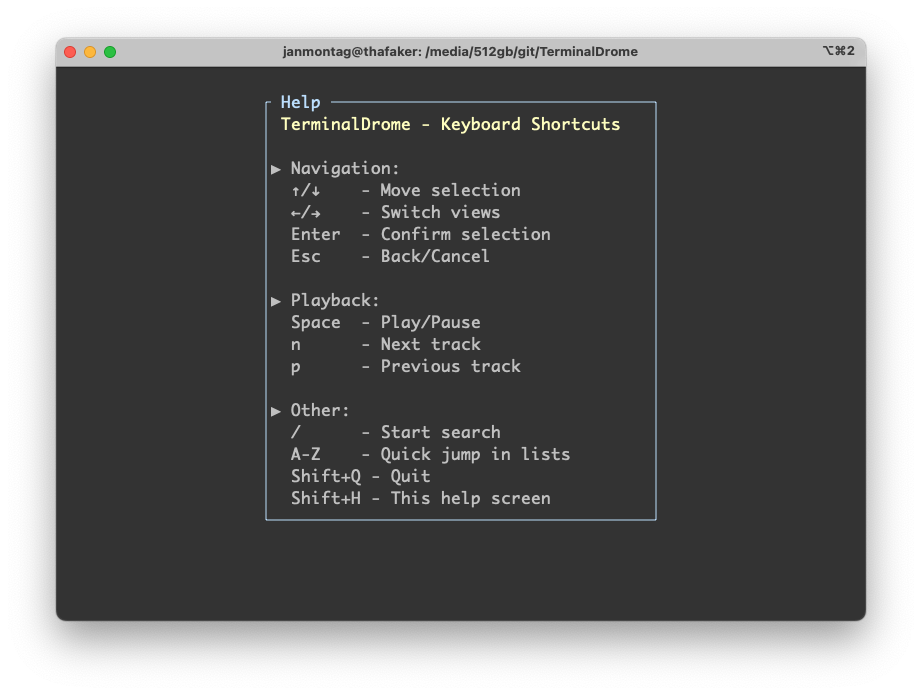 janmontag@thafaker: /media/512gb/git/TerminalDrome ⌥⌘2
Help
TerminalDrome - Keyboard Shortcuts
▶ Navigation:
↑/↓ - Move selection
←/→ - Switch views
Enter - Confirm selection
Esc - Back/Cancel
▶ Playback:
Space - Play/Pause
n - Next track
p - Previous track
▶ Other:
/ - Start search
A-Z - Quick jump in lists
Shift+Q - Quit
Shift+H - This help screen